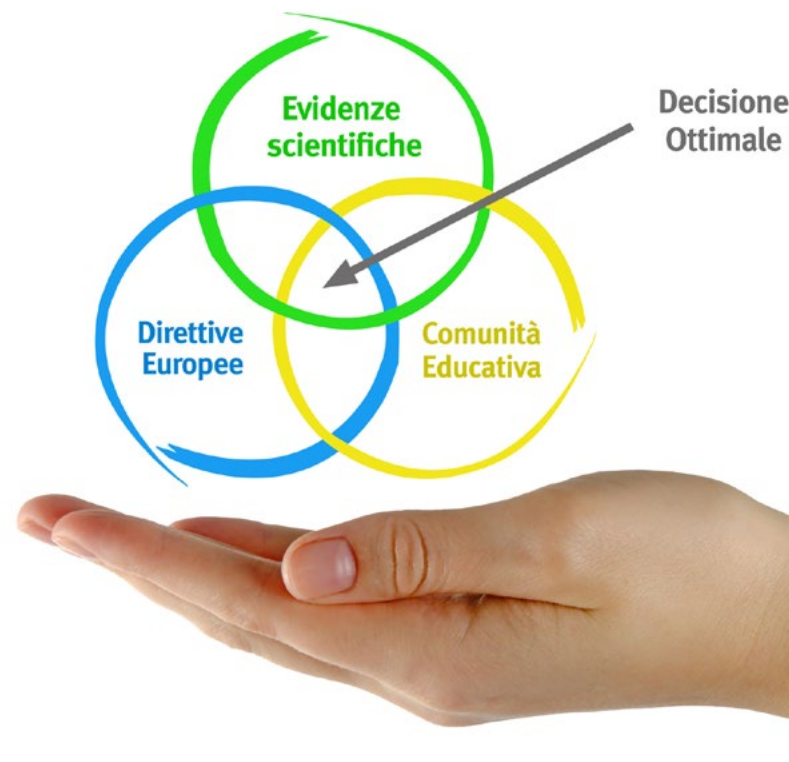 Evidenze
scientifiche
Decisione
Ottimale
Direttive
Europee
Comunità
Educativa